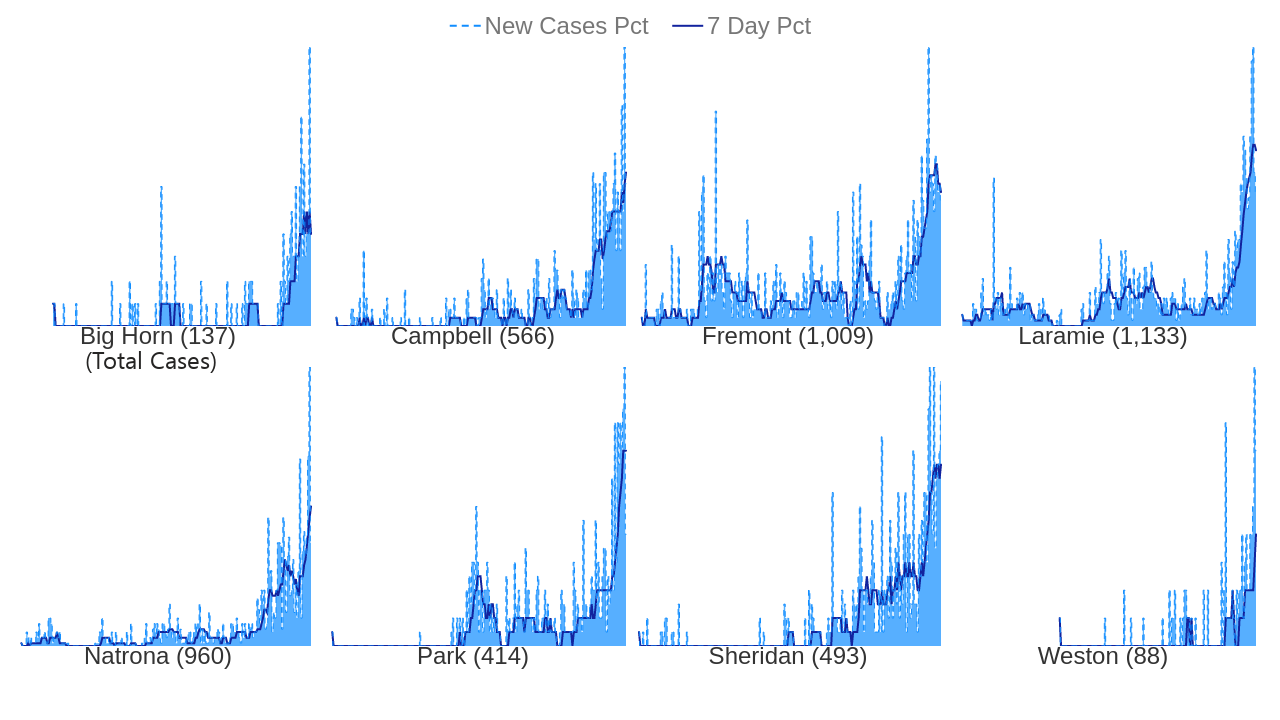 New Cases Pct 7 Day Pct
Big Horn (137)
(Total Cases)
Campbell (566)
Fremont (1,009)
Laramie (1,133)
Natrona (960)
Park (414)
Sheridan (493)
Weston (88)